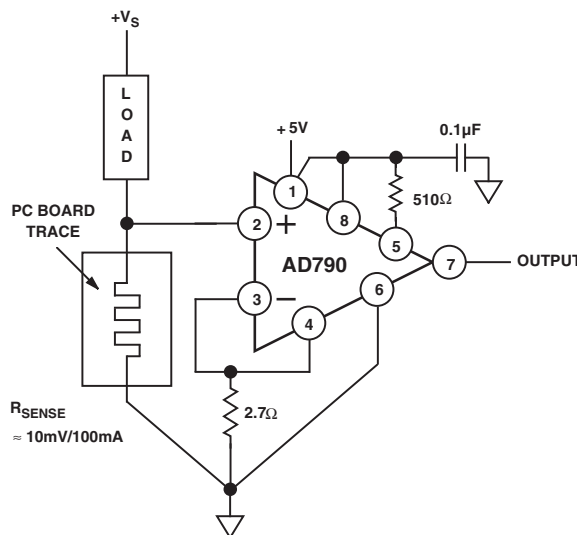 +VS
LOAD
+5V
0.1µF
1
510Ω
PC BOARD
TRACE
2
+
8
5
AD790
7
OUTPUT
3
–
6
4
RSENSE
≈ 10mV/100mA
2.7Ω